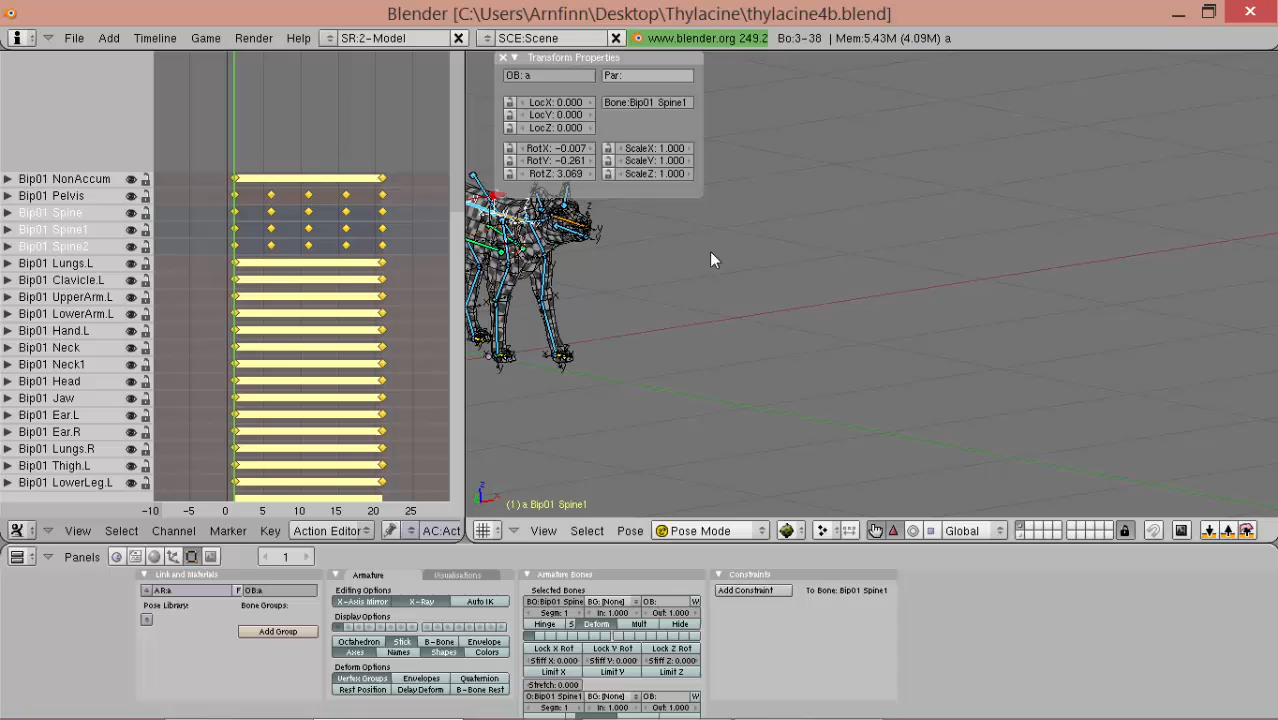 Blender [C:\Users\Arnfinn\Desktop\Thylacine\thylacine4b.blend]
File Add Timeline Game Render Help SR:2-Model SCE:Scene www.blender.org 249.2 Bo:3-38 | Mem:5.43M (4.09M) a
Transform Properties
OB: a Par:
LocX: 0.000 Bone:Bip01 Spine1
LocY: 0.000
LocZ: 0.000
RotX: -0.007 ScaleX: 1.000
RotY: -0.261 ScaleY: 1.000
RotZ: 3.069 ScaleZ: 1.000
Bip01 NonAccum
Bip01 Pelvis
Bip01 Spine
Bip01 Spine1
Bip01 Spine2
Bip01 Lungs.L
Bip01 Clavicle.L
Bip01 UpperArm.L
Bip01 LowerArm.L
Bip01 Hand.L
Bip01 Neck
Bip01 Neck1
Bip01 Head
Bip01 Jaw
Bip01 Ear.L
Bip01 Ear.R
Bip01 Lungs.R
Bip01 Thigh.L
Bip01 LowerLeg.L
-10 -5 0 5 10 15 20 25
z
x
(1) a Bip01 Spine1
View Select Channel Marker Key Action Editor AC:Act
View Select Pose Pose Mode Global
Panels 1
Link and Materials
AR:a F OB:a
Pose Library: Bone Groups:
Add Group
Armature Visualisations
Editing Options
X-Axis Mirror X-Ray Auto IK
Display Options
Octahedron Stick B-Bone Envelope
Axes Names Shapes Colors
Deform Options
Vertex Groups Envelopes Quaternion
Rest Position Delay Deform B-Bone Rest
Armature Bones
Selected Bones
BO:Bip01 Spine BG: [None] OB: W
Segm: 1 In: 1.000 Out: 1.000
Hinge S Deform Mult Hide
Lock X Rot Lock Y Rot Lock Z Rot
Stiff X: 0.000 Stiff Y: 0.000 Stiff Z: 0.000
Limit X Limit Y Limit Z
Stretch: 0.000
O:Bip01 Spine1 BG: [None] OB: W
Segm: 1 In: 1.000 Out: 1.000
Constraints
Add Constraint To Bone: Bip01 Spine1